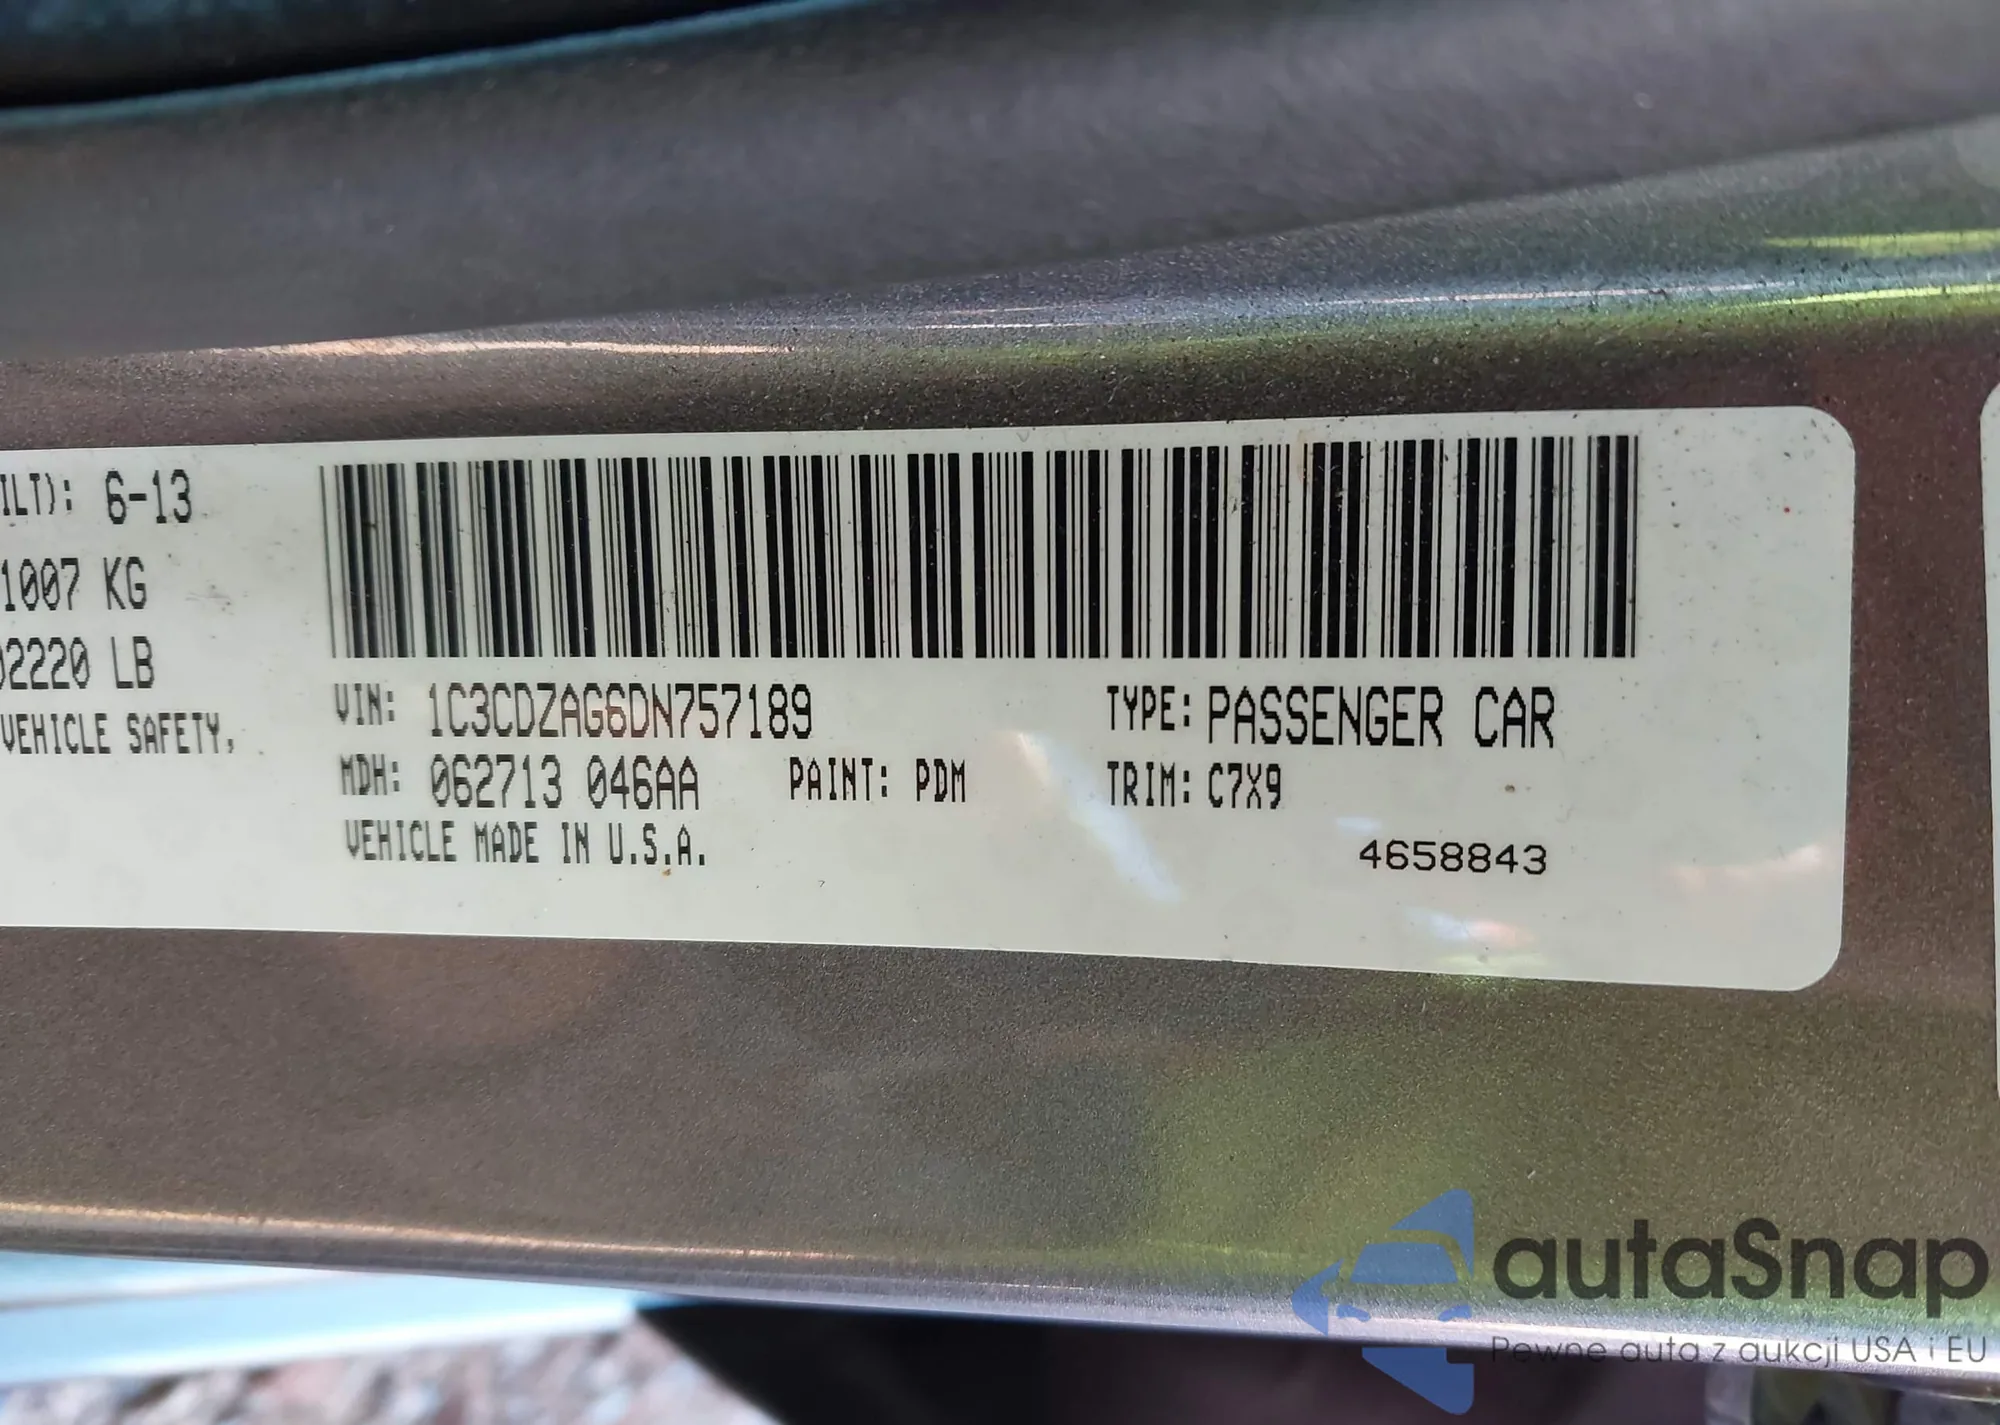 ILT): 6-13
1007 KG
02220 LB
VEHICLE SAFETY,
VIN: 1C3CDZAG6DN757189
TYPE: PASSENGER CAR
MDH: 062713 046AA
PAINT: PDM
TRIM: C7X9
VEHICLE MADE IN U.S.A.
4658843
autaSnap
Pewne auta z aukcji USA i EU